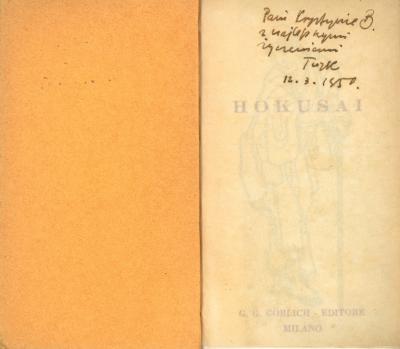 Pani Krystynie B.
z najlepszymi
życzeniami
12.3.1950.
HOKUSAI
G. G. GÖRLICH - EDITORE
MILANO